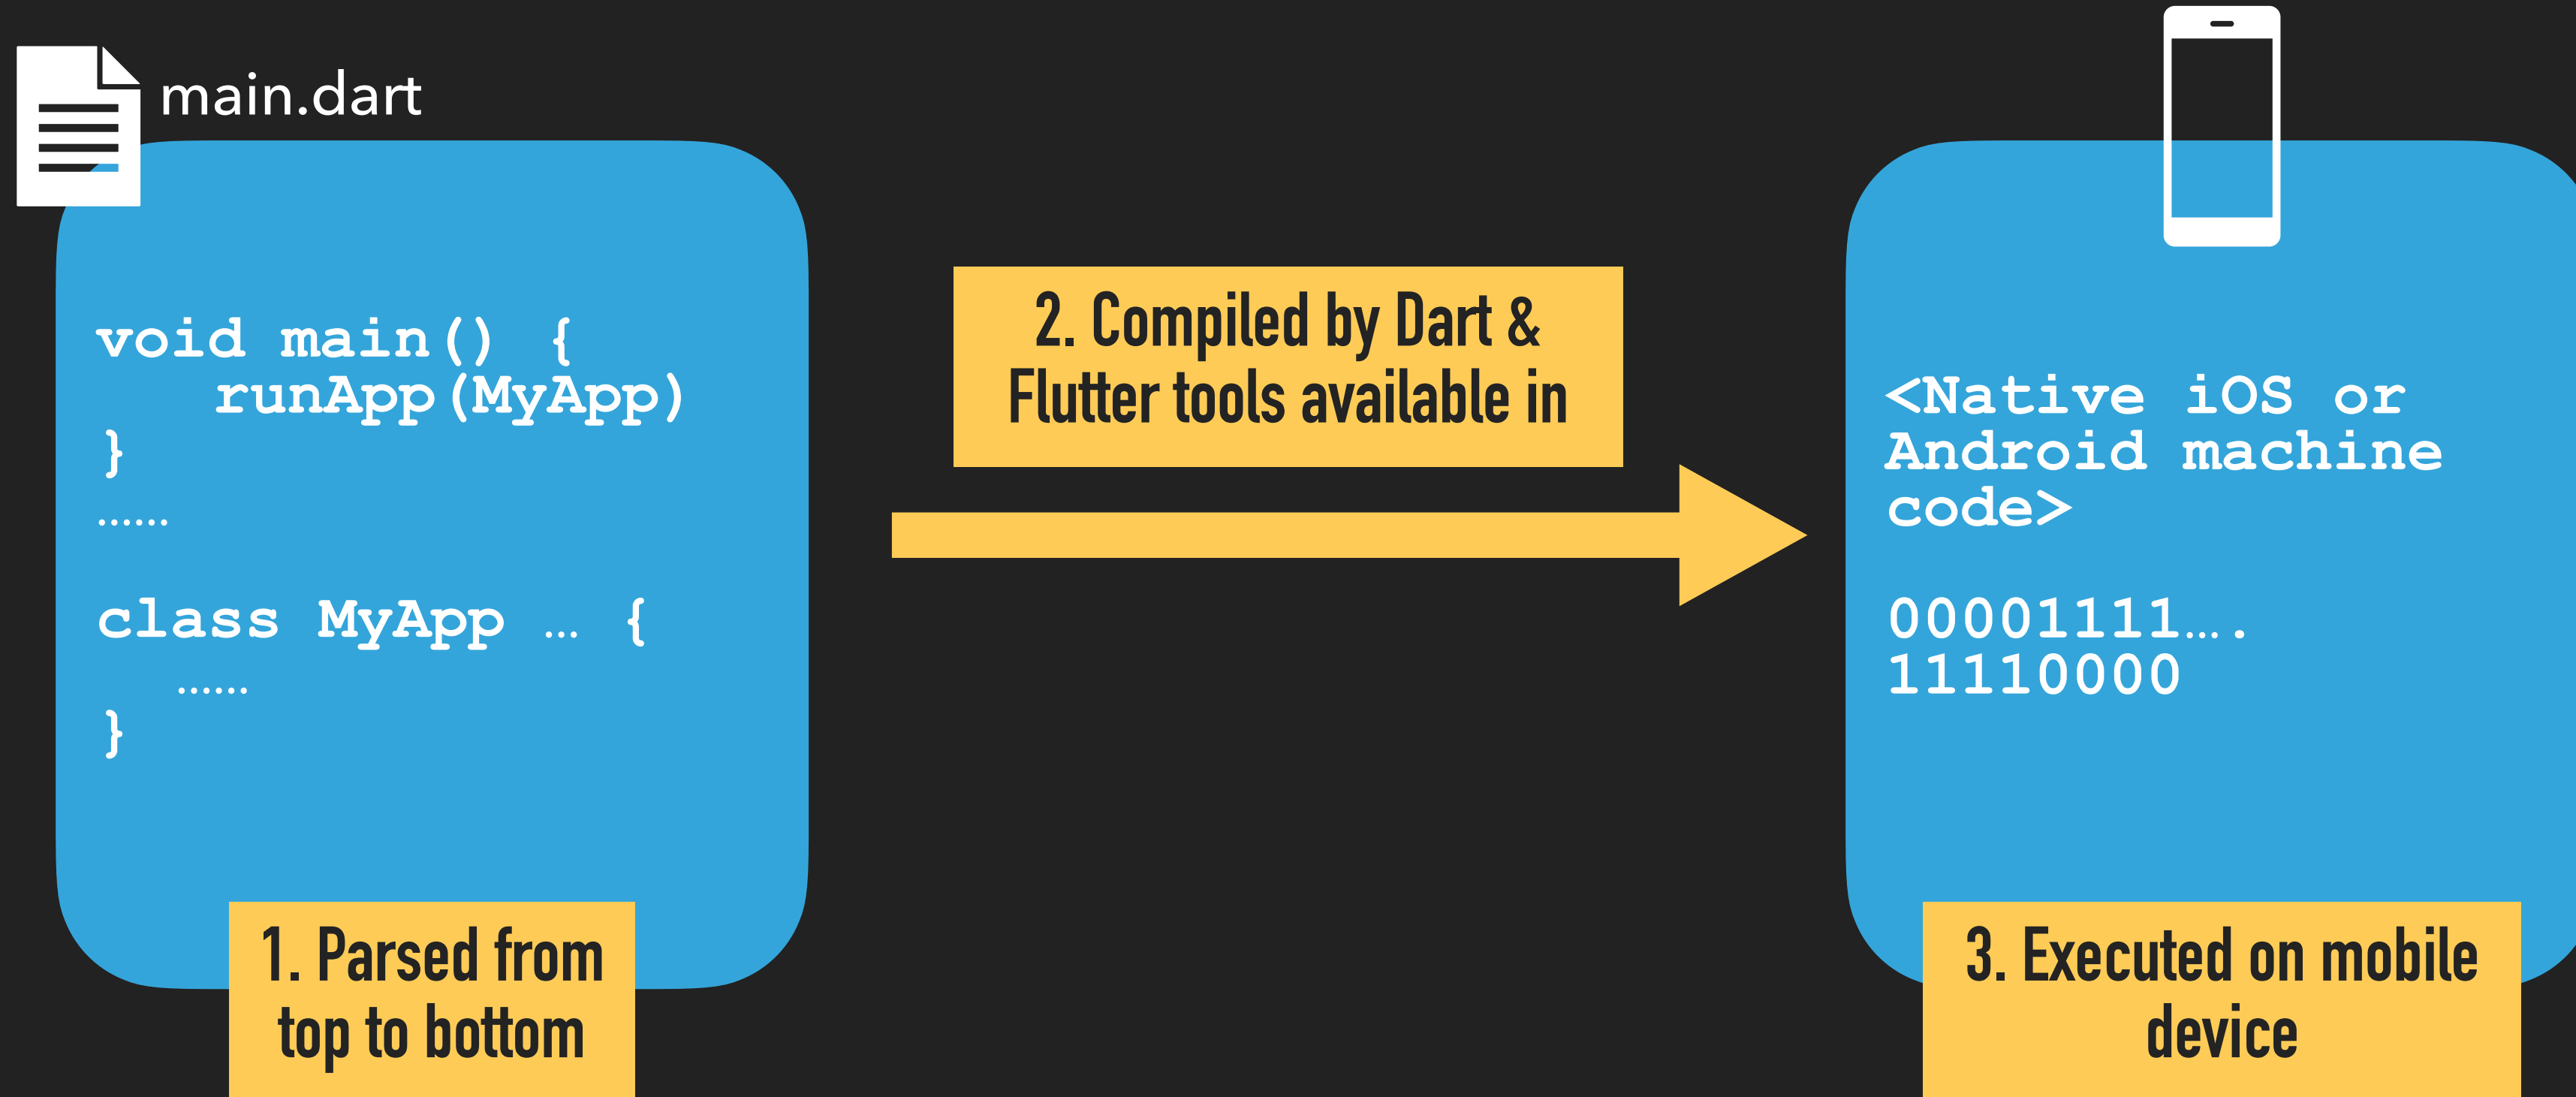 main.dart
void main() {
runApp(MyApp)
}
……
class MyApp … {
……
}
1. Parsed from
top to bottom
2. Compiled by Dart &
Flutter tools available in
<Native iOS or
Android machine
code>
00001111….
11110000
3. Executed on mobile
device